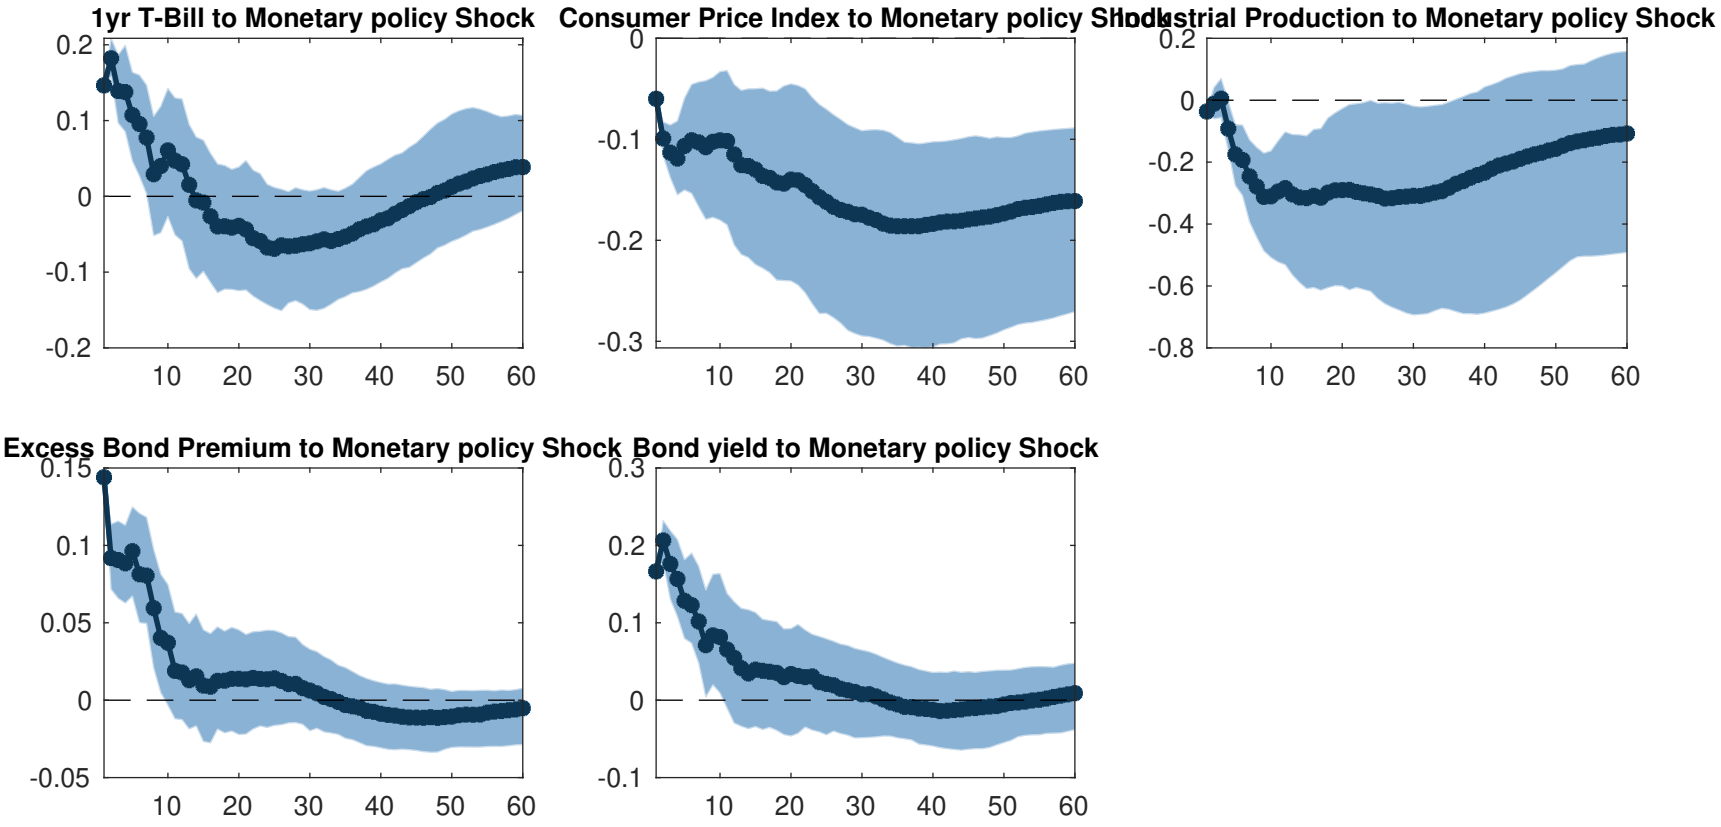 1yr T-Bill to Monetary policy Shock
0.2
0.1
0
-0.1
-0.2
10 20 30 40 50 60
Consumer Price Index to Monetary policy Shock
0
-0.1
-0.2
-0.3
10 20 30 40 50 60
Industrial Production to Monetary policy Shock
0.2
0
-0.2
-0.4
-0.6
-0.8
10 20 30 40 50 60
Excess Bond Premium to Monetary policy Shock
0.15
0.1
0.05
0
-0.05
10 20 30 40 50 60
Bond yield to Monetary policy Shock
0.3
0.2
0.1
0
-0.1
10 20 30 40 50 60